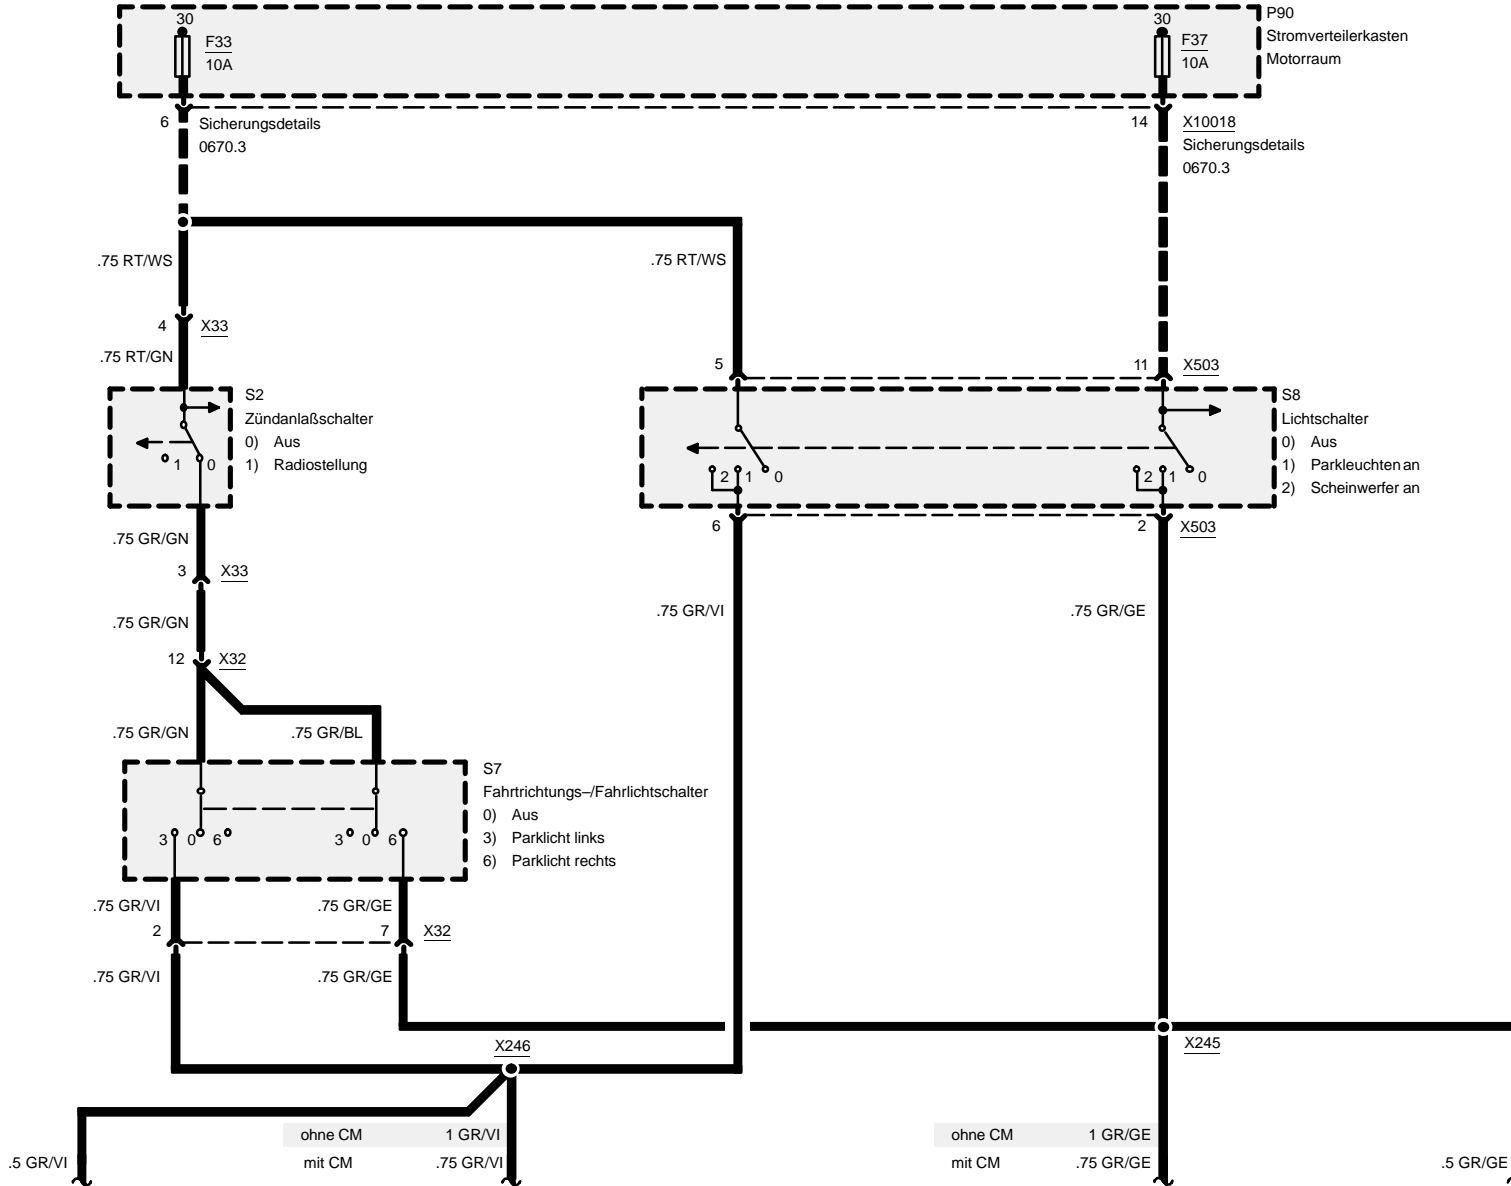 30
F33
10A
30
F37
10A
P90
Stromverteilerkasten
Motorraum
6
Sicherungsdetails
0670.3
14
X10018
Sicherungsdetails
0670.3
.75 RT/WS
.75 RT/WS
4
X33
.75 RT/GN
5
11
X503
S2
Zündanlaßschalter
0) Aus
1) Radiostellung
1
0
S8
Lichtschalter
0) Aus
1) Parkleuchten an
2) Scheinwerfer an
2
1
0
2
1
0
6
2
X503
.75 GR/GN
3
X33
.75 GR/GN
.75 GR/VI
.75 GR/GE
12
X32
.75 GR/GN
.75 GR/BL
S7
Fahrtrichtungs–/Fahrlichtschalter
0) Aus
3) Parklicht links
6) Parklicht rechts
3
0
6
3
0
6
.75 GR/VI
.75 GR/GE
2
7
X32
.75 GR/VI
.75 GR/GE
X246
X245
ohne CM 1 GR/VI
mit CM .75 GR/VI
ohne CM 1 GR/GE
mit CM .75 GR/GE
.5 GR/VI
.5 GR/GE